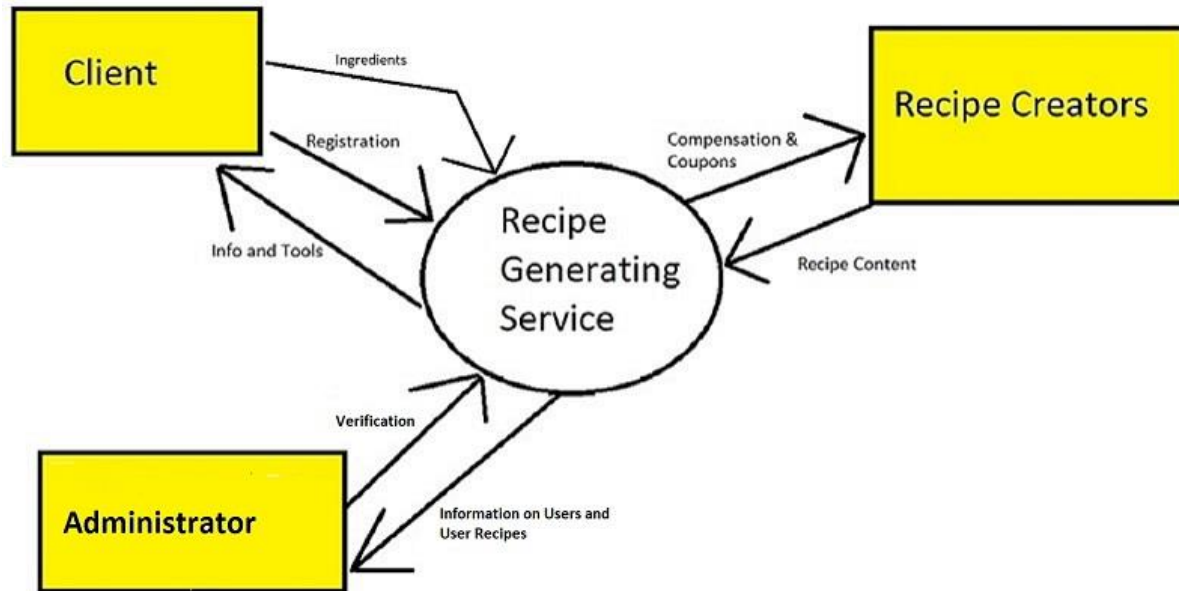 Client
Ingredients
Registration
Info and Tools
Recipe
Generating
Service
Compensation &
Coupons
Recipe Creators
Recipe Content
Verification
Administrator
Information on Users and
User Recipes